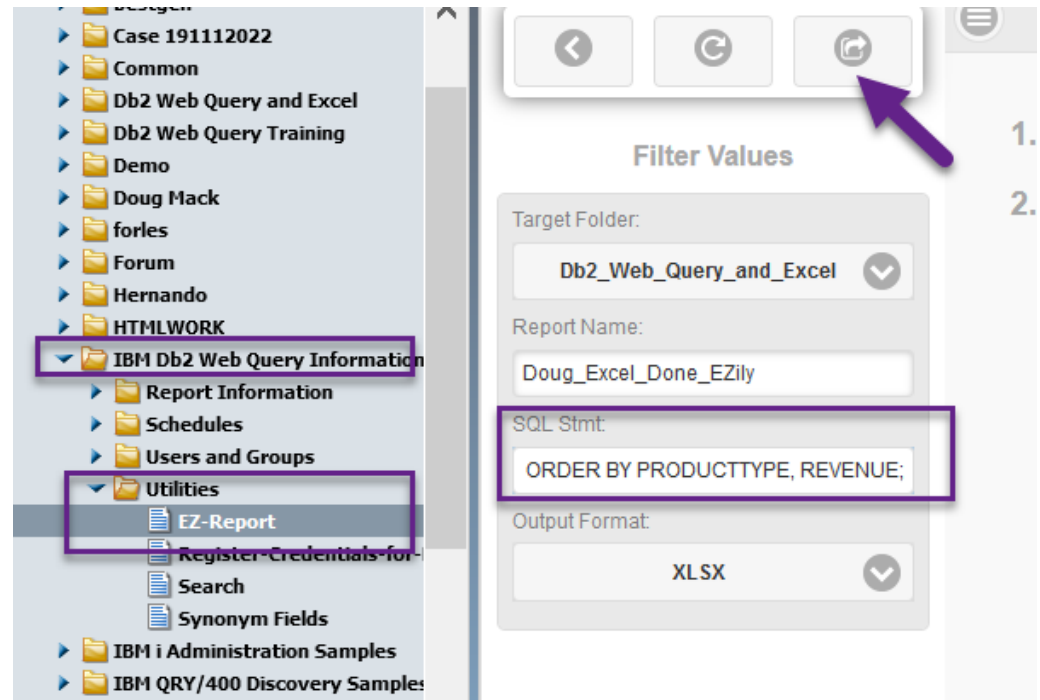 Case 191112022
Common
Db2 Web Query and Excel
Db2 Web Query Training
Demo
Doug Mack
forles
Forum
Hernando
HTMLWORK
IBM Db2 Web Query Information
Report Information
Schedules
Users and Groups
Utilities
EZ-Report
Register-Credentials-for-
Search
Synonym Fields
IBM i Administration Samples
IBM QRY/400 Discovery Samples
Filter Values
Target Folder:
Db2_Web_Query_and_Excel
Report Name:
Doug_Excel_Done_EZily
SQL Stmt:
ORDER BY PRODUCTTYPE, REVENUE;
Output Format:
XLSX
1.
2.